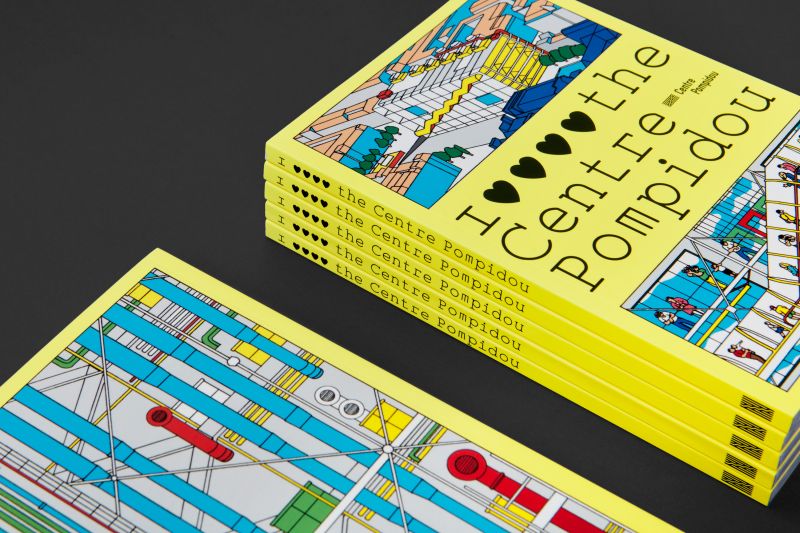 I ♥♥♥♥ the
Centre
Pompidou
Centre
Pompidou
I ♥♥♥♥ the Centre Pompidou
I ♥♥♥♥ the Centre Pompidou
I ♥♥♥♥ the Centre Pompidou
I ♥♥♥♥ the Centre Pompidou
I ♥♥♥♥ the Centre Pompidou